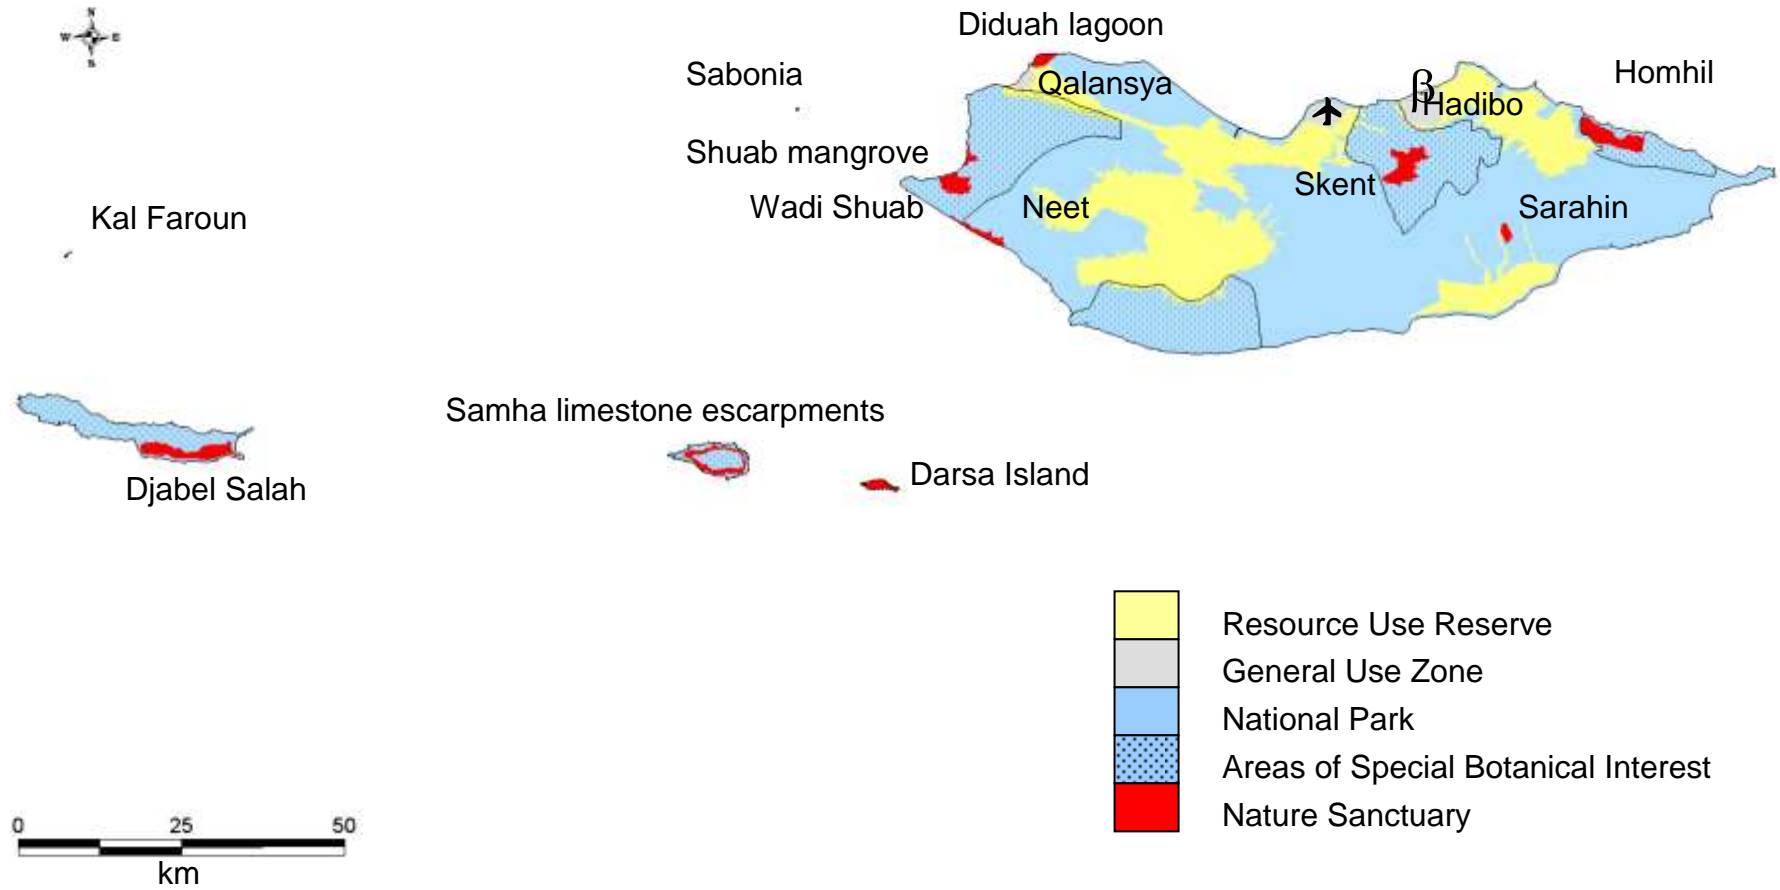 N
W E
S
Diduah lagoon
Sabonia
Qalansya
β
Hadibo
Homhil
Shuab mangrove
Skent
Wadi Shuab
Neet
Sarahin
Kal Faroun
Samha limestone escarpments
Djabel Salah
Darsa Island
Resource Use Reserve
General Use Zone
National Park
Areas of Special Botanical Interest
Nature Sanctuary
0 25 50
km